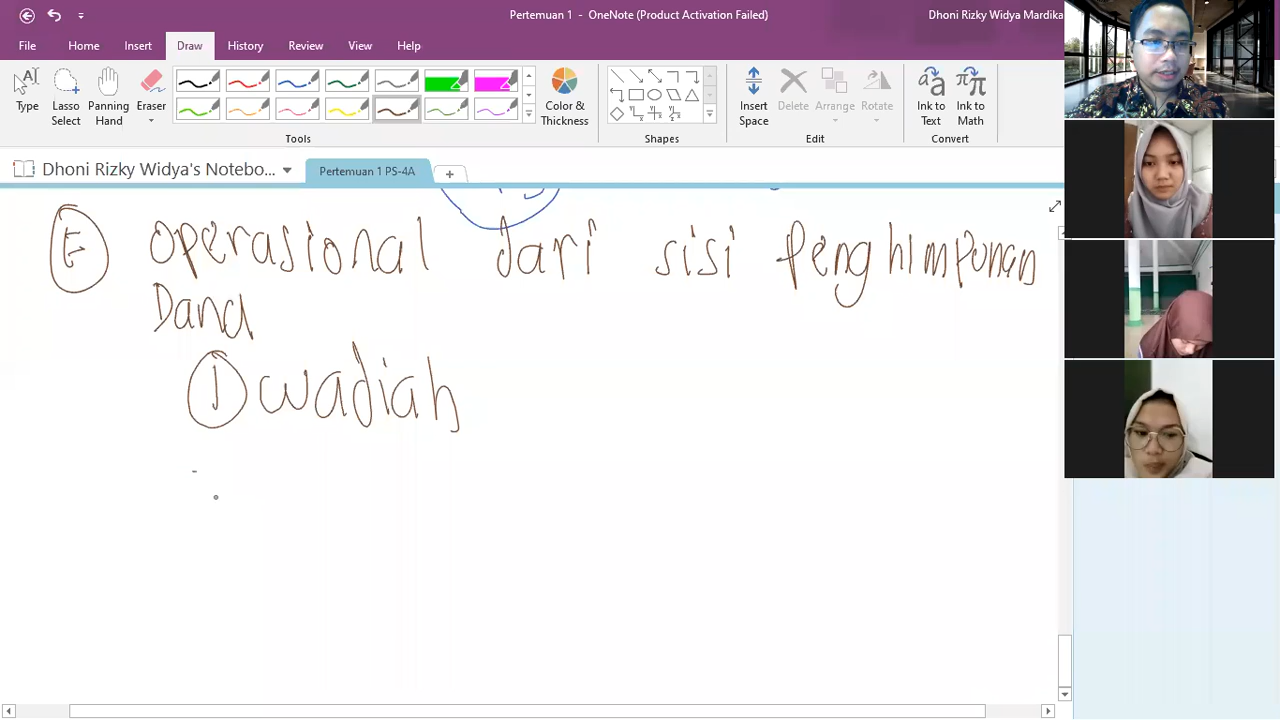 Pertemuan 1 - OneNote (Product Activation Failed)
Dhoni Rizky Widya Mardika
File Home Insert Draw History Review View Help
Type
Lasso Select
Panning Hand
Eraser
Color & Thickness
Insert Space
Delete
Arrange
Rotate
Ink to Text
Ink to Math
Tools
Shapes
Edit
Convert
Dhoni Rizky Widya's Notebo...
Pertemuan 1 PS-4A
E operasional dari sisi penghimpunan
Dana
1 wadiah
-